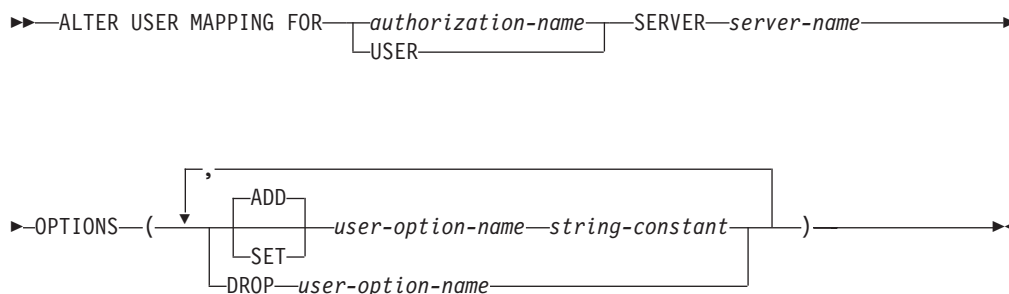 ALTER USER MAPPING FOR authorization-name SERVER server-name
USER
,
ADD
OPTIONS ( user-option-name string-constant )
SET
DROP user-option-name